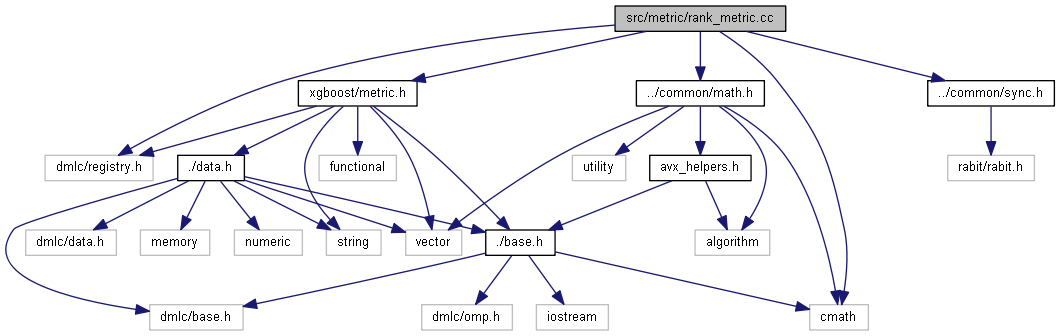 src/metric/rank_metric.cc
xgboost/metric.h
../common/math.h
../common/sync.h
dmlc/registry.h
./data.h
functional
utility
avx_helpers.h
rabit/rabit.h
dmlc/data.h
memory
numeric
string
vector
./base.h
algorithm
dmlc/base.h
dmlc/omp.h
iostream
cmath